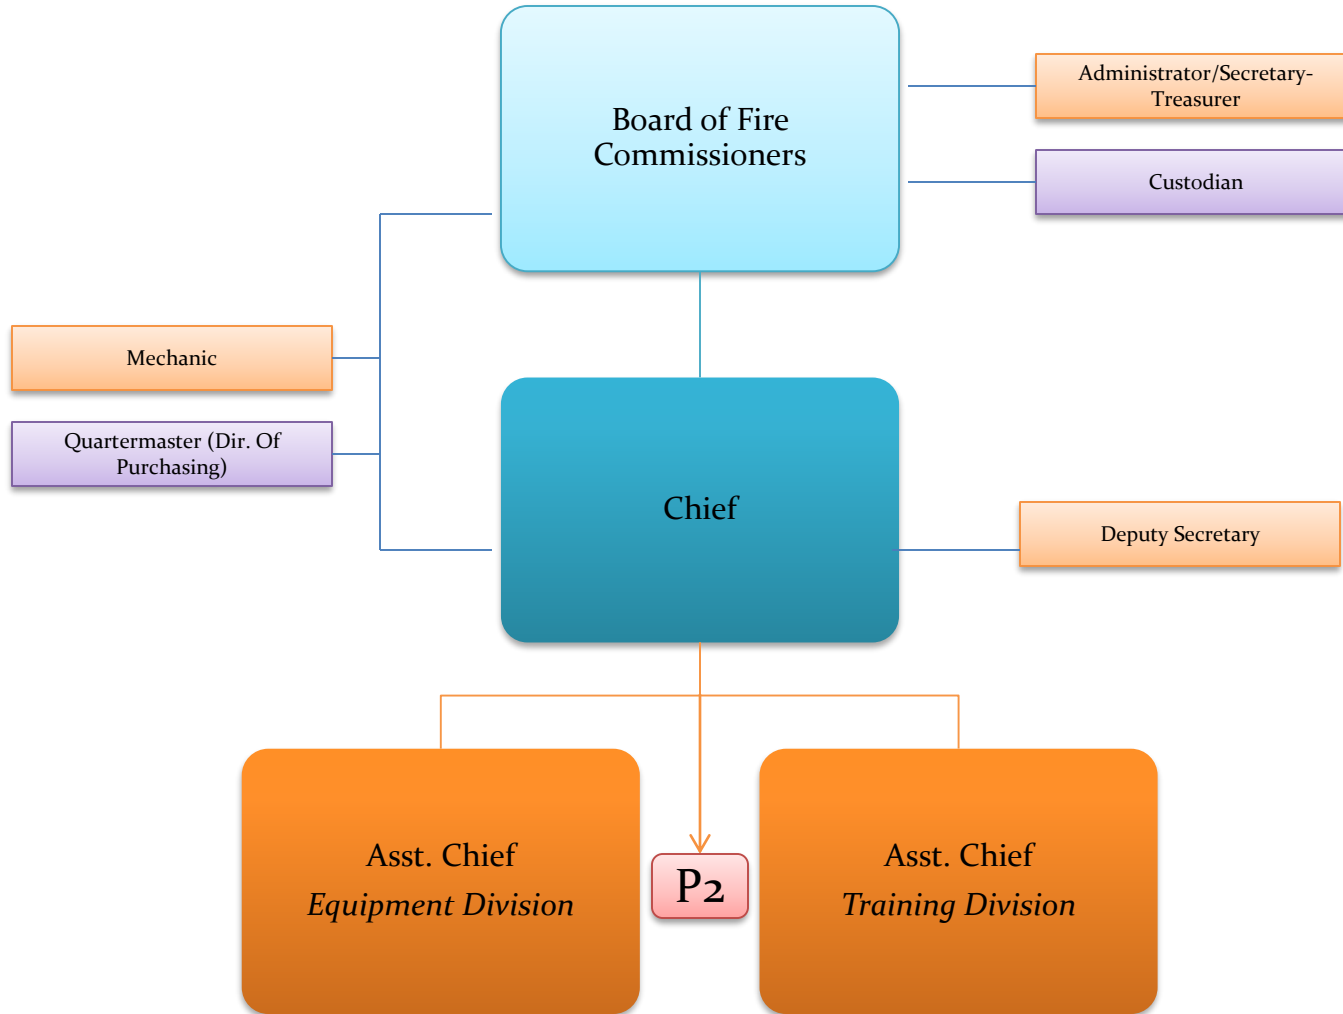 Board of Fire
Commissioners
Administrator/Secretary-
Treasurer
Custodian
Mechanic
Quartermaster (Dir. Of
Purchasing)
Chief
Deputy Secretary
Asst. Chief
Equipment Division
P2
Asst. Chief
Training Division